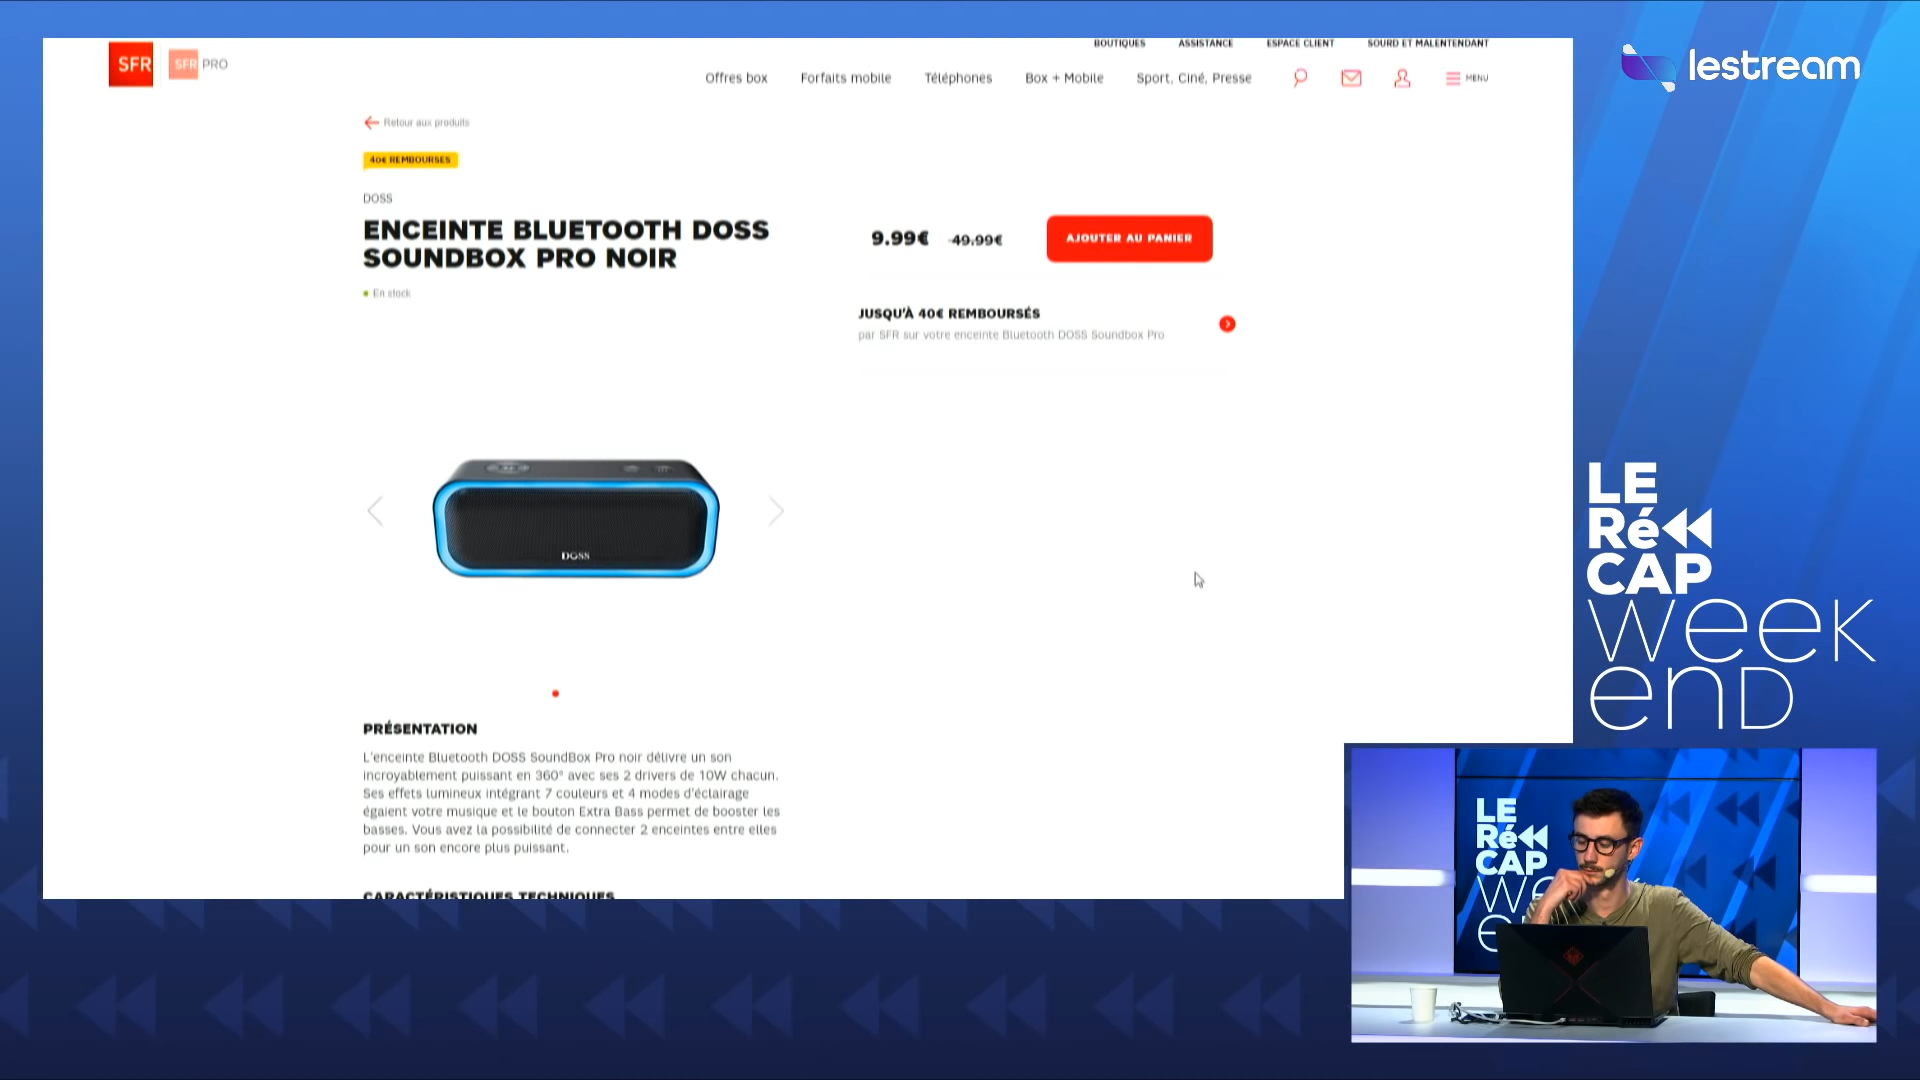 BOUTIQUES ASSISTANCE ESPACE CLIENT SOURD ET MALENTENDANT
SFR SFR PRO
Offres box Forfaits mobile Téléphones Box + Mobile Sport, Ciné, Presse MENU
lestream
Retour aux produits
40€ REMBOURSÉS
DOSS
ENCEINTE BLUETOOTH DOSS
SOUNDBOX PRO NOIR
En stock
9.99€ 49.99€ AJOUTER AU PANIER
JUSQU'À 40€ REMBOURSÉS
par SFR sur votre enceinte Bluetooth DOSS Soundbox Pro
DOSS
PRÉSENTATION
L'enceinte Bluetooth DOSS SoundBox Pro noir délivre un son
incroyablement puissant en 360° avec ses 2 drivers de 10W chacun.
Ses effets lumineux intégrant 7 couleurs et 4 modes d'éclairage
égaient votre musique et le bouton Extra Bass permet de booster les
basses. Vous avez la possibilité de connecter 2 enceintes entre elles
pour un son encore plus puissant.
CARACTÉRISTIQUES TECHNIQUES
LE
Ré
CAP
week
enD
LE
Ré
CAP
we
e